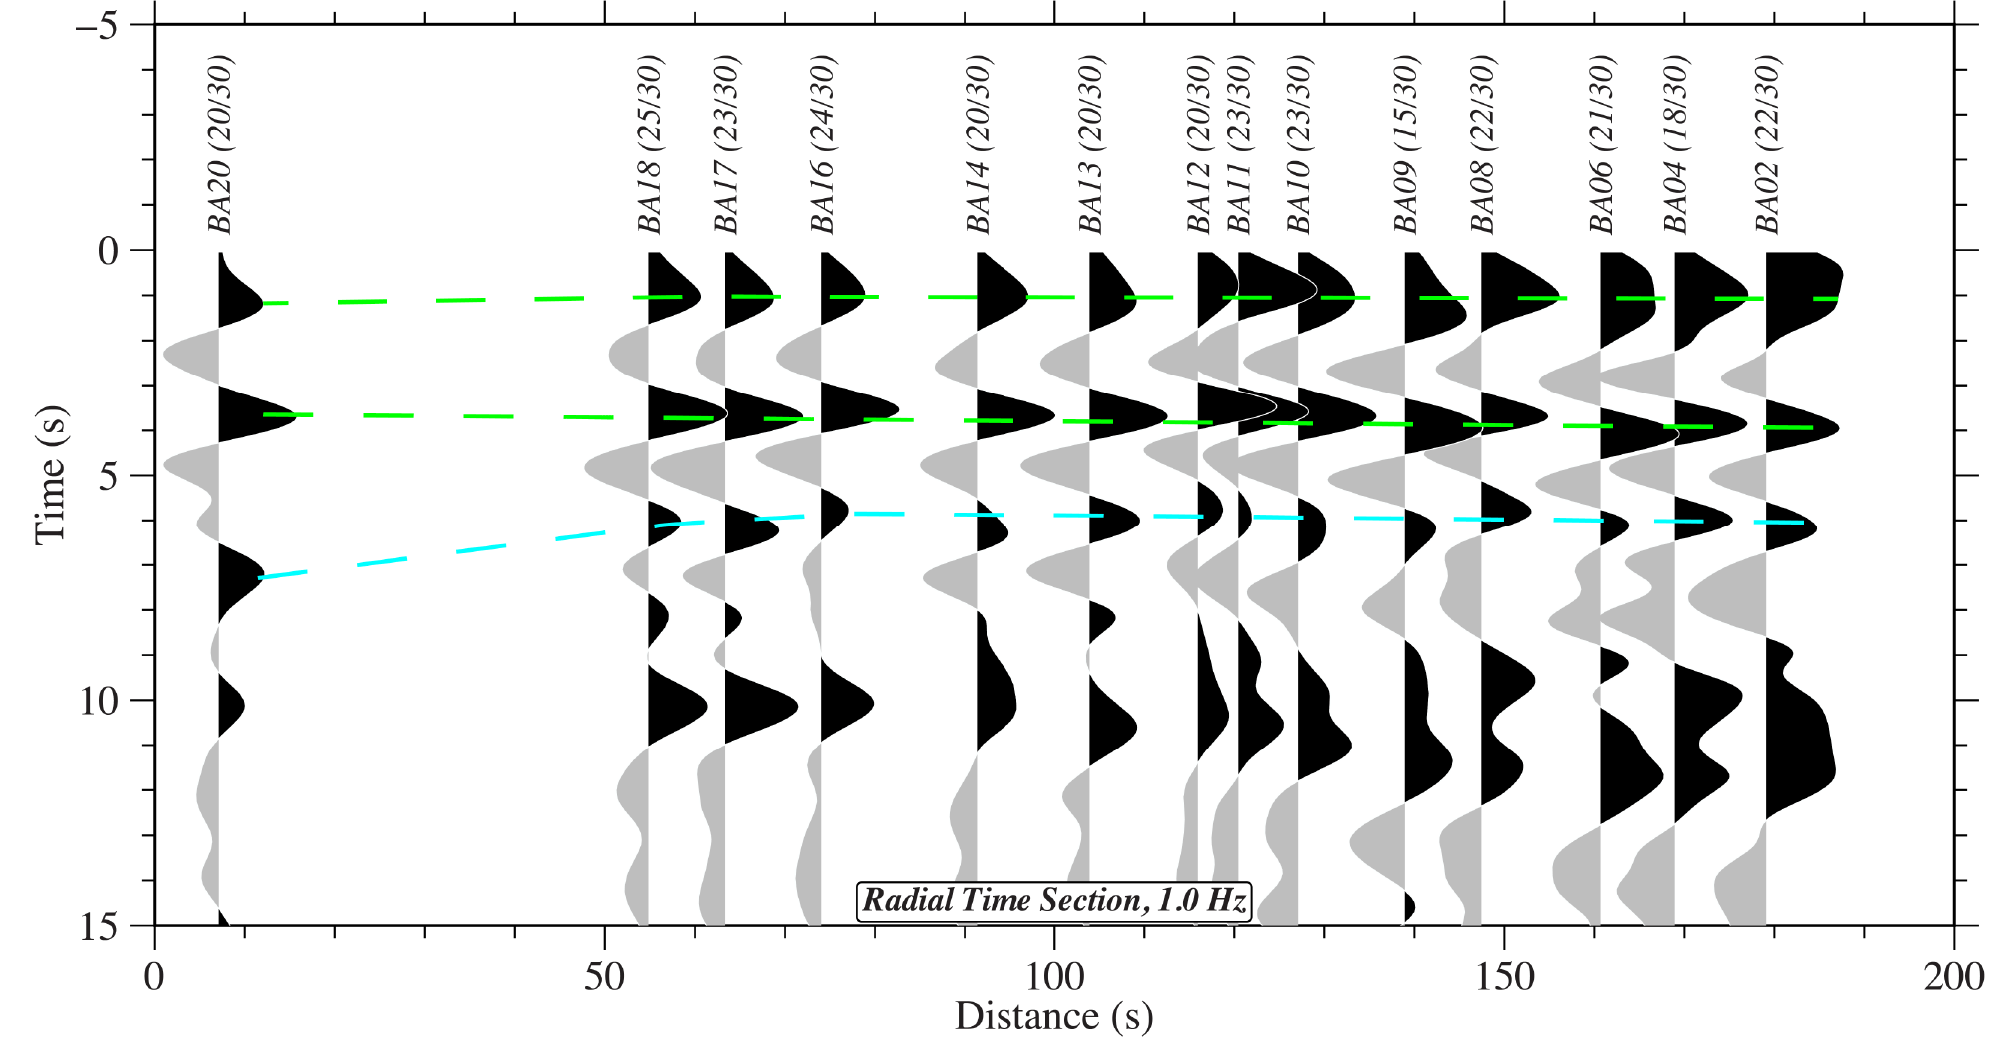 −5
0
5
10
15
Time (s)
BA20 (20/30)
BA18 (25/30)
BA17 (23/30)
BA16 (24/30)
BA14 (20/30)
BA13 (20/30)
BA12 (20/30)
BA11 (23/30)
BA10 (23/30)
BA09 (15/30)
BA08 (22/30)
BA06 (21/30)
BA04 (18/30)
BA02 (22/30)
Radial Time Section, 1.0 Hz
0
50
100
150
200
Distance (s)